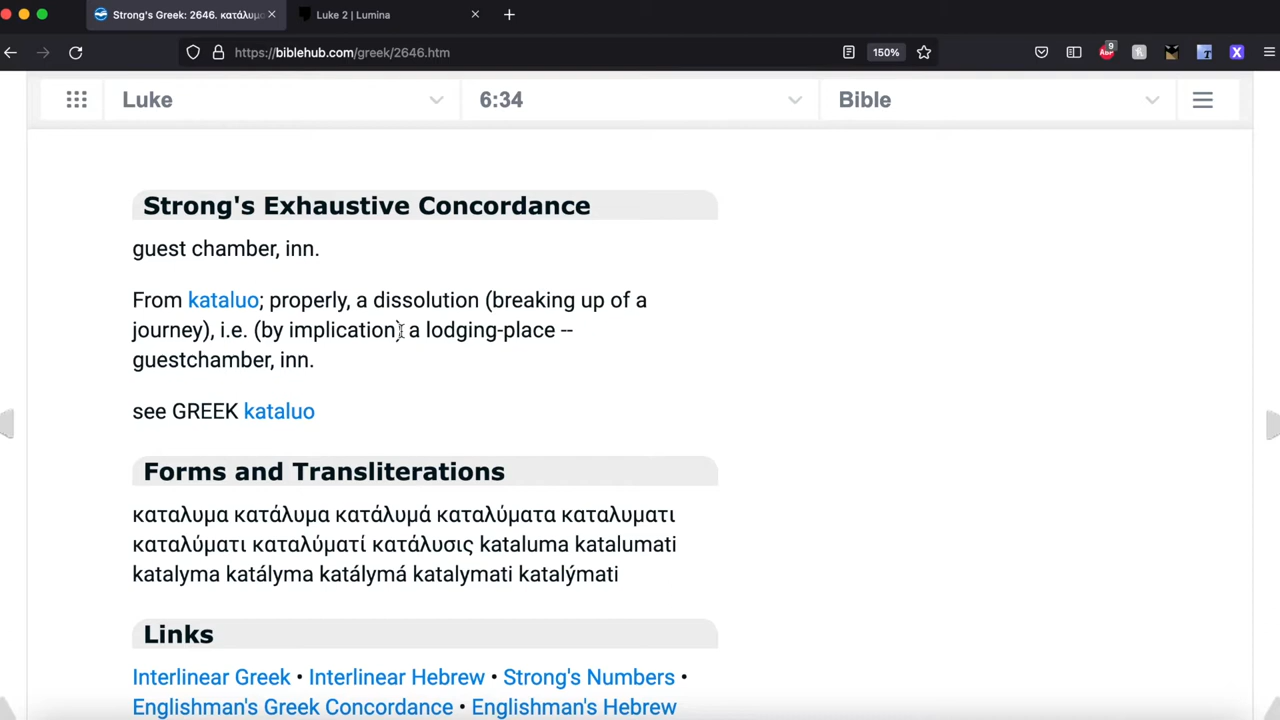 Strong's Greek: 2646. κατάλυμα
Luke 2 | Lumina
https://biblehub.com/greek/2646.htm
150%
9
T
X
Luke
6:34
Bible
Strong's Exhaustive Concordance
guest chamber, inn.
From kataluo; properly, a dissolution (breaking up of a
journey), i.e. (by implication) a lodging-place --
guestchamber, inn.
see GREEK kataluo
Forms and Transliterations
καταλυμα κατάλυμα κατάλυμά καταλύματα καταλυματι
καταλύματι καταλύματί κατάλυσις kataluma katalumati
katalyma katályma katálymá katalymati katalýmati
Links
Interlinear Greek • Interlinear Hebrew • Strong's Numbers •
Englishman's Greek Concordance • Englishman's Hebrew